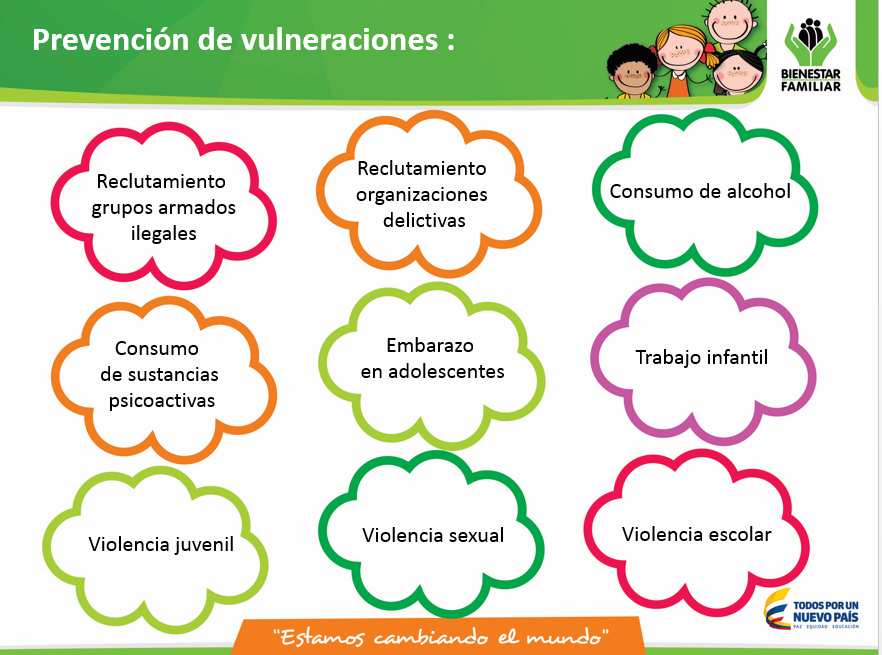 Prevención de vulneraciones :
BIENESTAR
FAMILIAR
Reclutamiento
grupos armados
ilegales
Reclutamiento
organizaciones
delictivas
Consumo de alcohol
Consumo
de sustancias
psicoactivas
Embarazo
en adolescentes
Trabajo infantil
Violencia juvenil
Violencia sexual
Violencia escolar
TODOS POR UN
NUEVO PAÍS
PAZ EQUIDAD EDUCACIÓN
"Estamos cambiando el mundo"